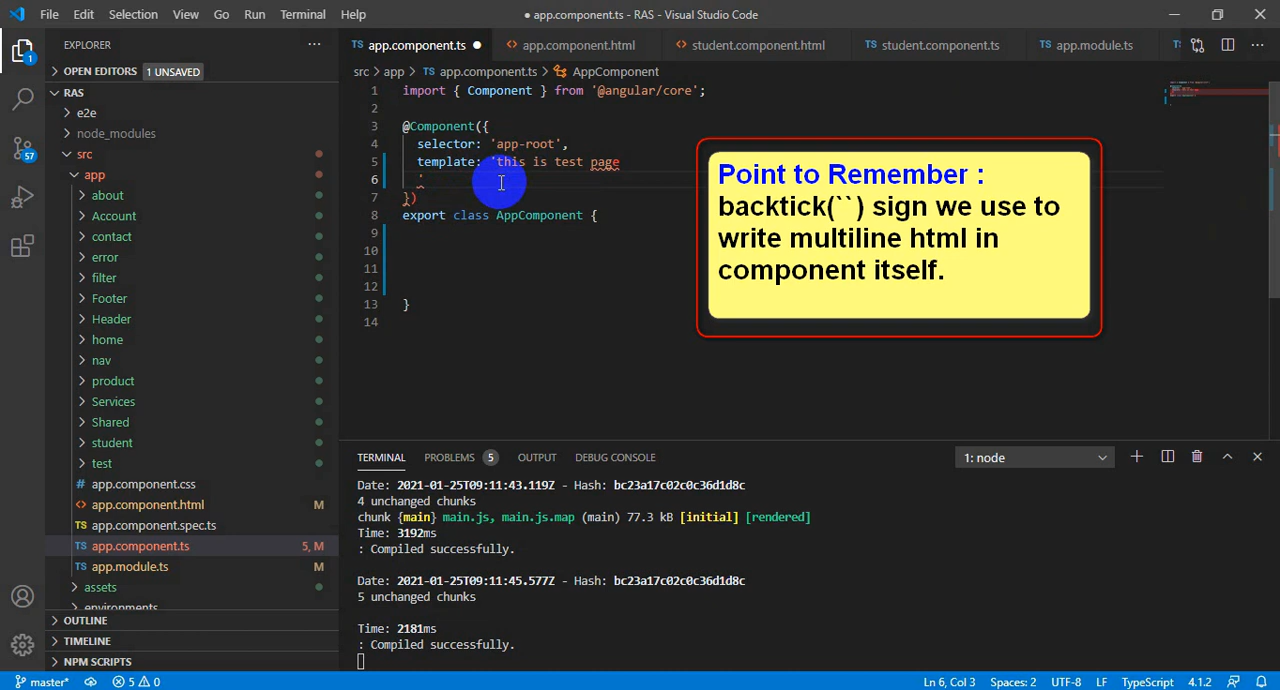 File Edit Selection View Go Run Terminal Help
● app.component.ts - RAS - Visual Studio Code
EXPLORER
TS app.component.ts ●
<> app.component.html
<> student.component.html
TS student.component.ts
TS app.module.ts
OPEN EDITORS 1 UNSAVED
src > app > TS app.component.ts > AppComponent
RAS
e2e
node_modules
src
app
about
Account
contact
error
filter
Footer
Header
home
nav
product
Services
Shared
student
test
# app.component.css
<> app.component.html M
TS app.component.spec.ts
TS app.component.ts 5, M
TS app.module.ts M
assets
environments
OUTLINE
TIMELINE
NPM SCRIPTS
1 import { Component } from '@angular/core';
2
3 @Component({
4 selector: 'app-root',
5 template: 'this is test page
6 '
7 })
8 export class AppComponent {
9
10
11
12
13 }
14
Point to Remember :
backtick(``) sign we use to
write multiline html in
component itself.
TERMINAL PROBLEMS 5 OUTPUT DEBUG CONSOLE
1: node
Date: 2021-01-25T09:11:43.119Z - Hash: bc23a17c02c0c36d1d8c
4 unchanged chunks
chunk {main} main.js, main.js.map (main) 77.3 kB [initial] [rendered]
Time: 3192ms
: Compiled successfully.
Date: 2021-01-25T09:11:45.577Z - Hash: bc23a17c02c0c36d1d8c
5 unchanged chunks
Time: 2181ms
: Compiled successfully.
1
57
master* 5 0
Ln 6, Col 3 Spaces: 2 UTF-8 LF TypeScript 4.1.2